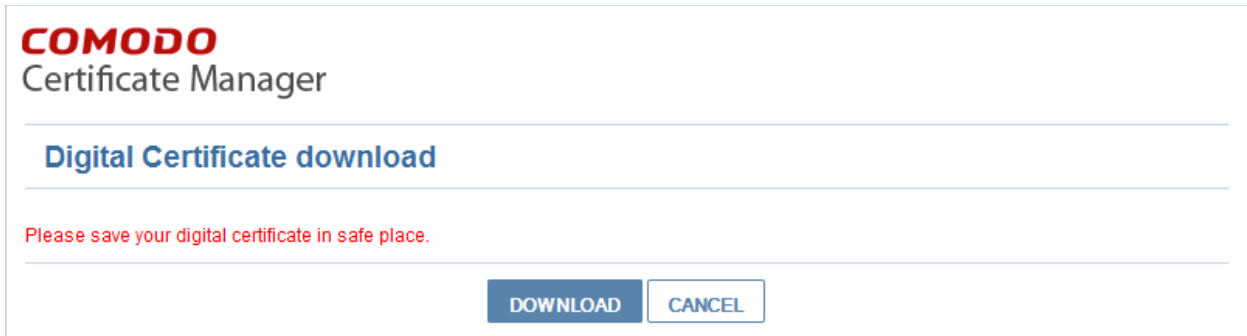 COMODO
Certificate Manager
Digital Certificate download
Please save your digital certificate in safe place.
DOWNLOAD CANCEL